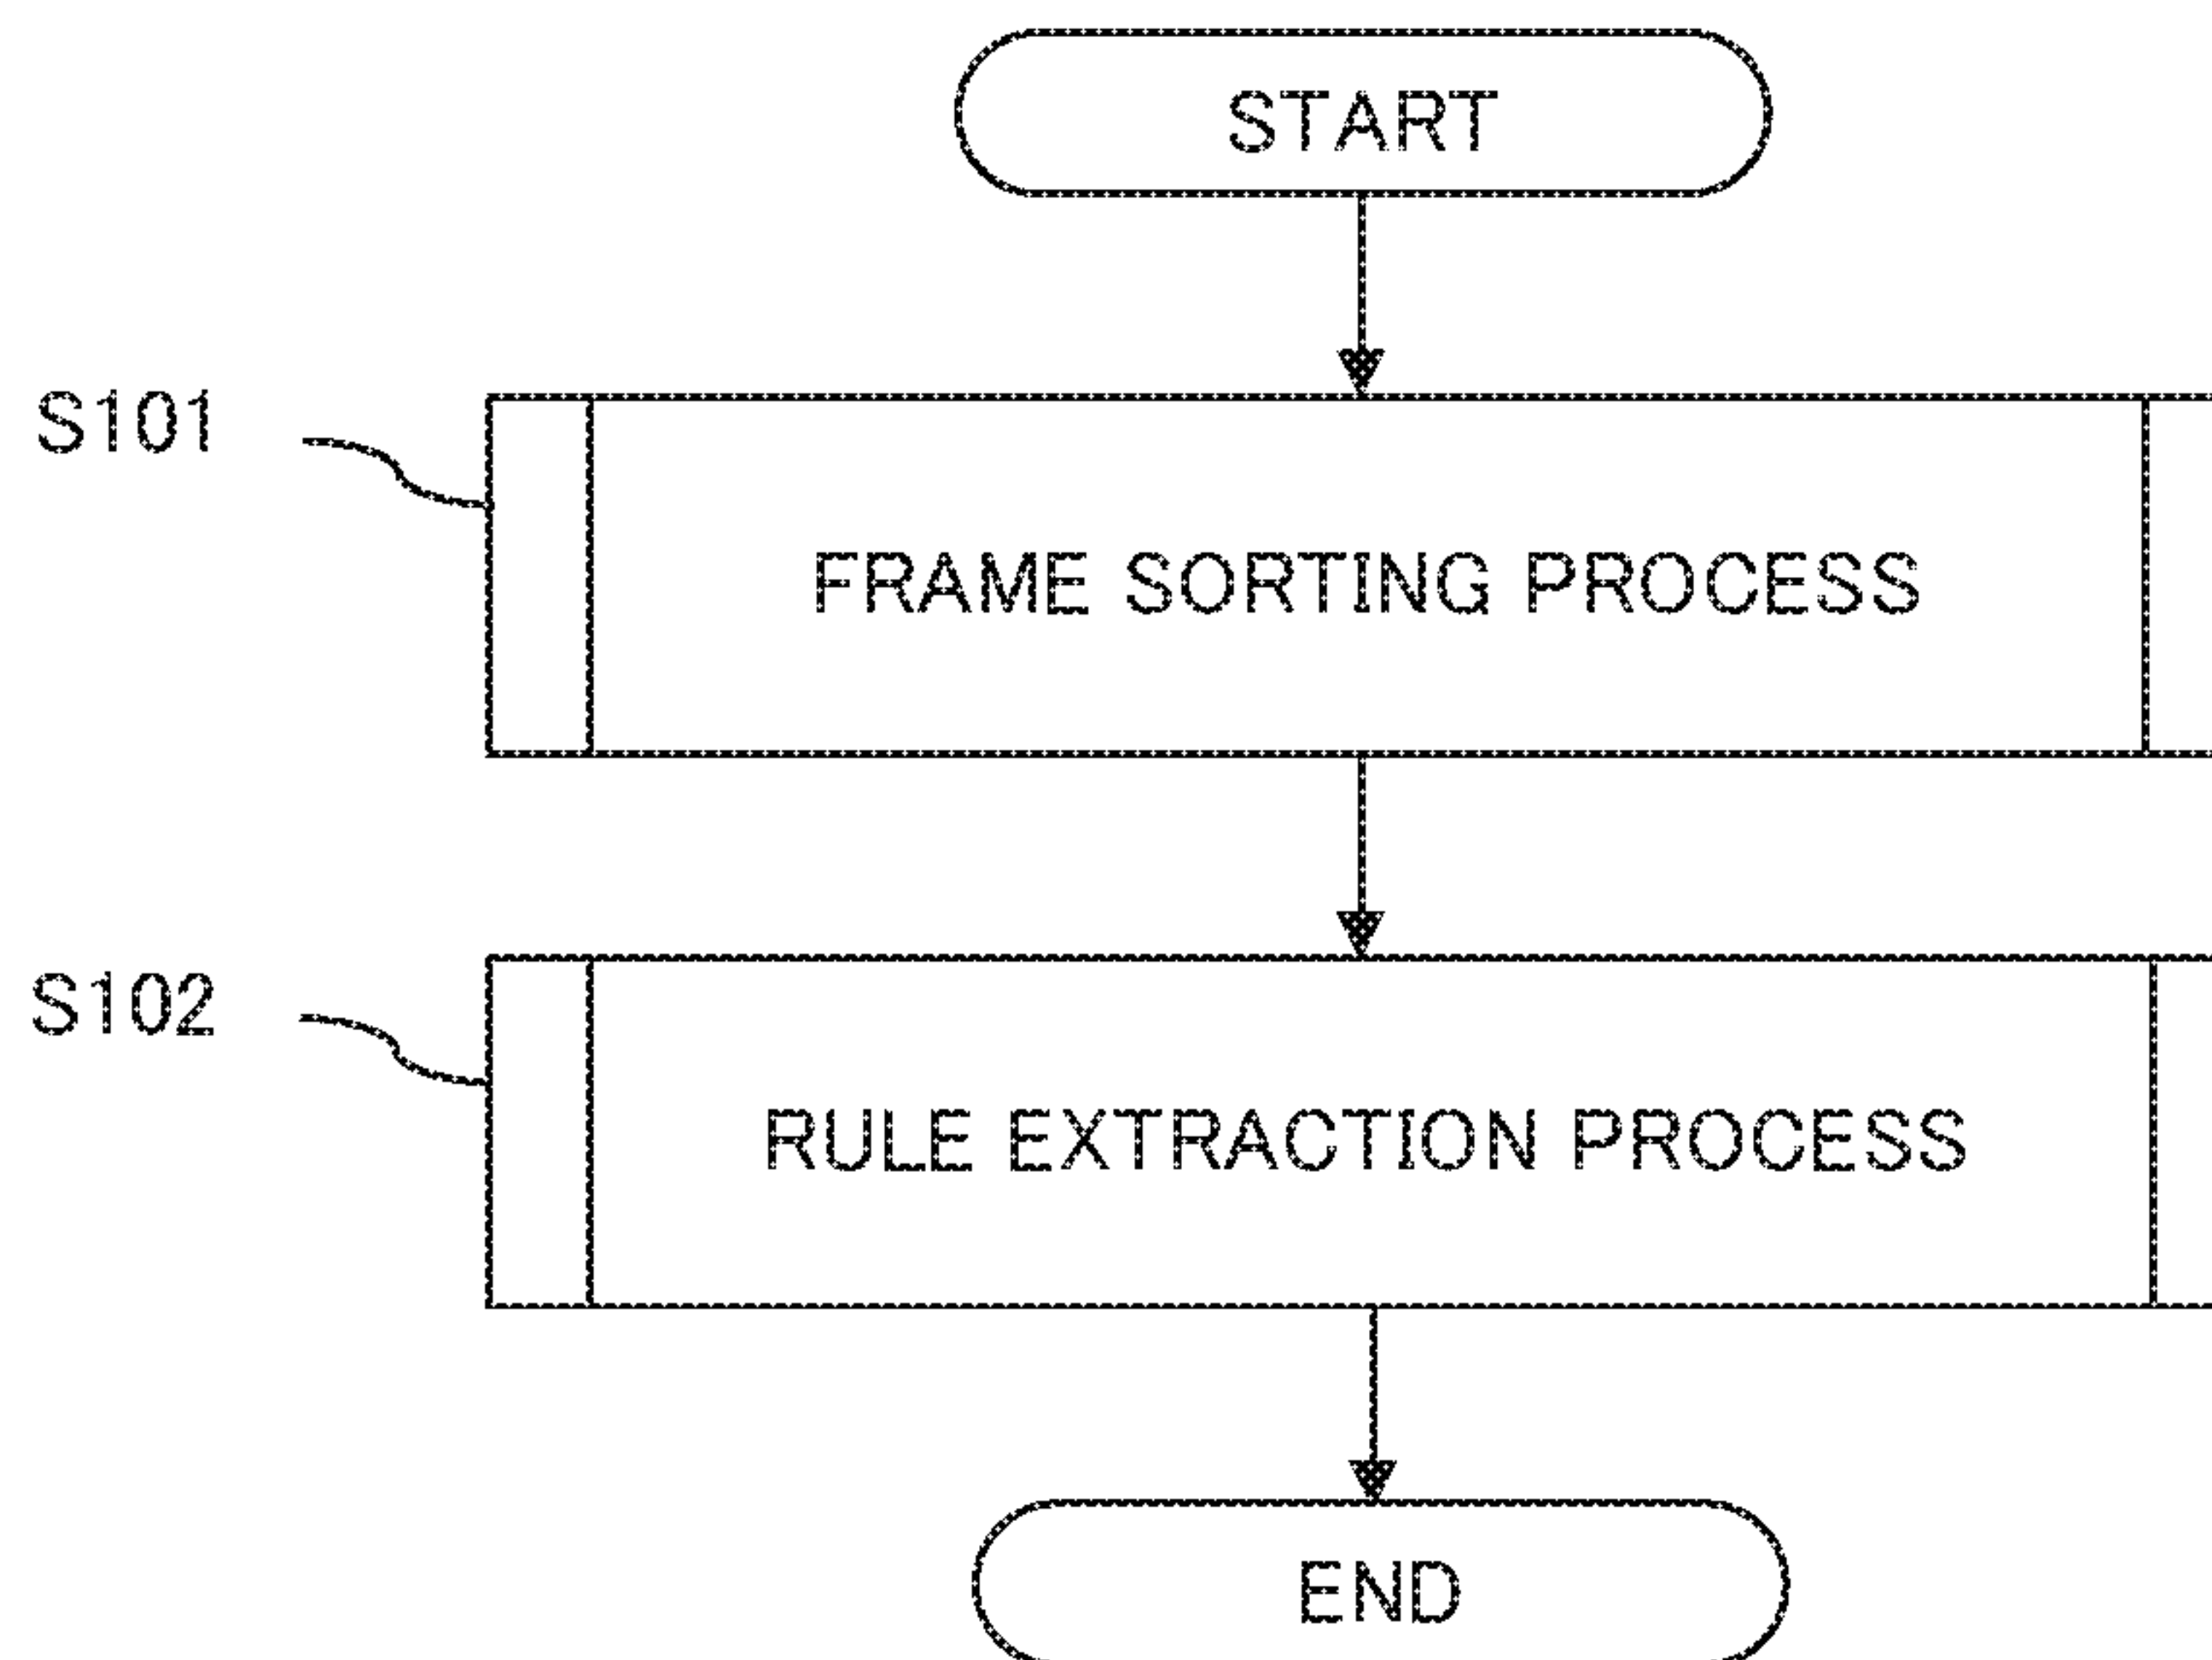 START
S101
FRAME SORTING PROCESS
S102
RULE EXTRACTION PROCESS
END